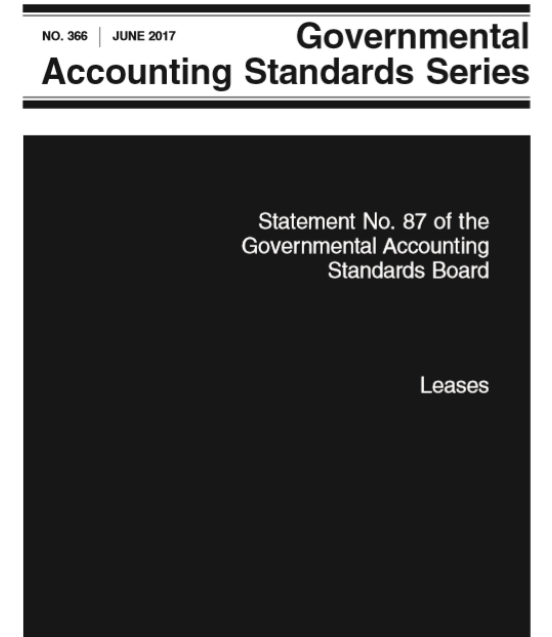 NO. 366 | JUNE 2017
Governmental
Accounting Standards Series
Statement No. 87 of the
Governmental Accounting
Standards Board
Leases